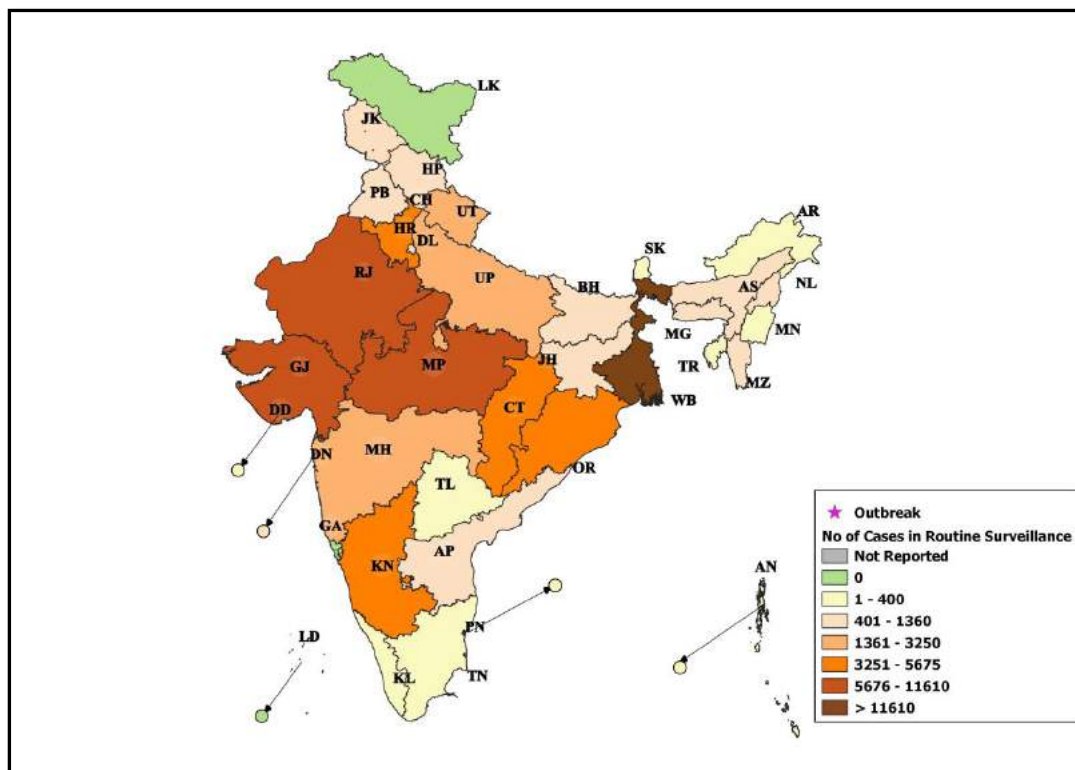 LK
JK
HP
PB
CH
UT
HR
DL
AR
SK
RJ
UP
BH
AS
NL
MG
MN
GJ
MP
JH
TR
MZ
WB
DD
CT
DN
MH
OR
TL
GA
AP
KN
AN
PN
LD
KL
TN
Outbreak
No of Cases in Routine Surveillance
Not Reported
0
1 - 400
401 - 1360
1361 - 3250
3251 - 5675
5676 - 11610
> 11610